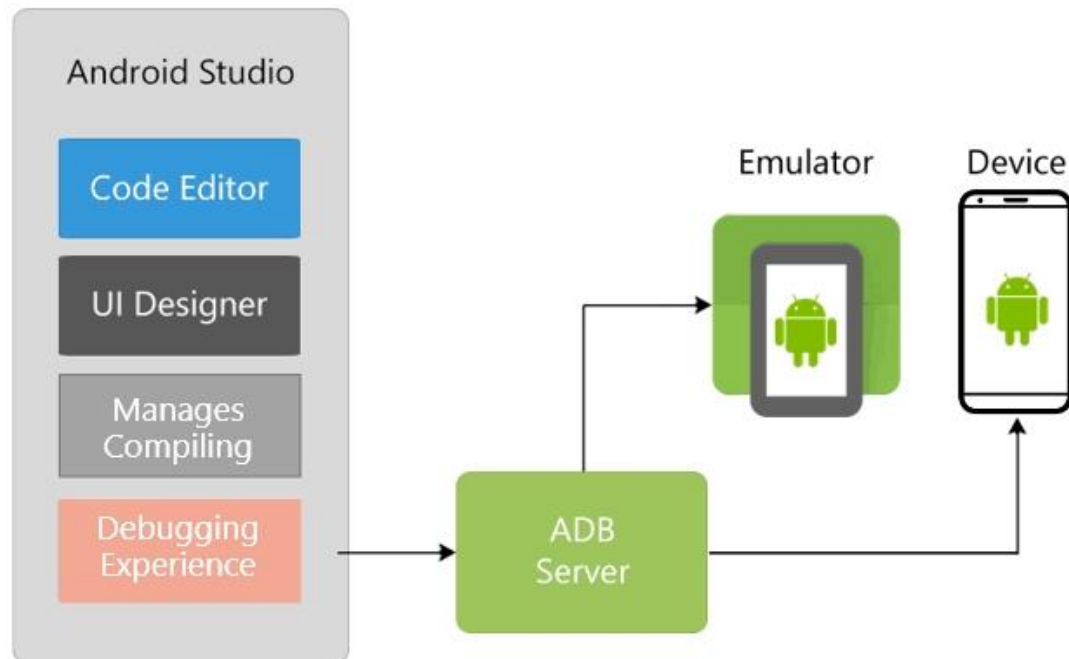 Android Studio
Code Editor
UI Designer
Manages
Compiling
Debugging
Experience
ADB
Server
Emulator
Device